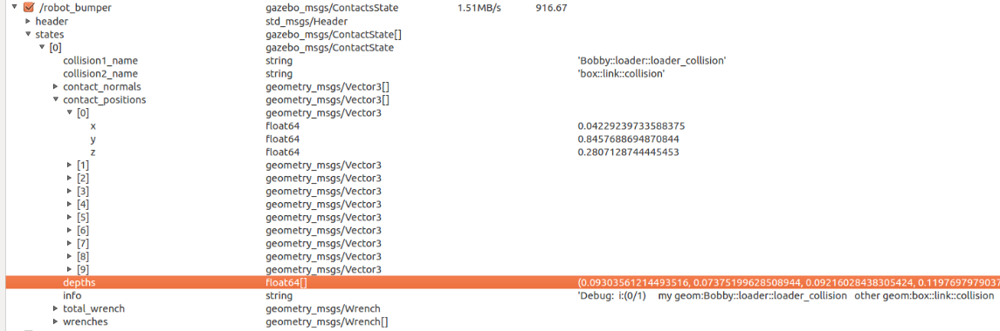 /robot_bumper gazebo_msgs/ContactsState 1.51MB/s 916.67
header std_msgs/Header
states gazebo_msgs/ContactState[]
[0] gazebo_msgs/ContactState
collision1_name string 'Bobby::loader::loader_collision'
collision2_name string 'box::link::collision'
contact_normals geometry_msgs/Vector3[]
contact_positions geometry_msgs/Vector3[]
[0] geometry_msgs/Vector3
x float64 0.04229239733588375
y float64 0.8457688694870844
z float64 0.2807128744445453
[1] geometry_msgs/Vector3
[2] geometry_msgs/Vector3
[3] geometry_msgs/Vector3
[4] geometry_msgs/Vector3
[5] geometry_msgs/Vector3
[6] geometry_msgs/Vector3
[7] geometry_msgs/Vector3
[8] geometry_msgs/Vector3
[9] geometry_msgs/Vector3
depths float64[] (0.09303561214493516, 0.07375199628508944, 0.09216028438305424, 0.1197697979037
info string 'Debug: i:(0/1) my geom:Bobby::loader::loader_collision other geom:box::link::collision
total_wrench geometry_msgs/Wrench
wrenches geometry_msgs/Wrench[]